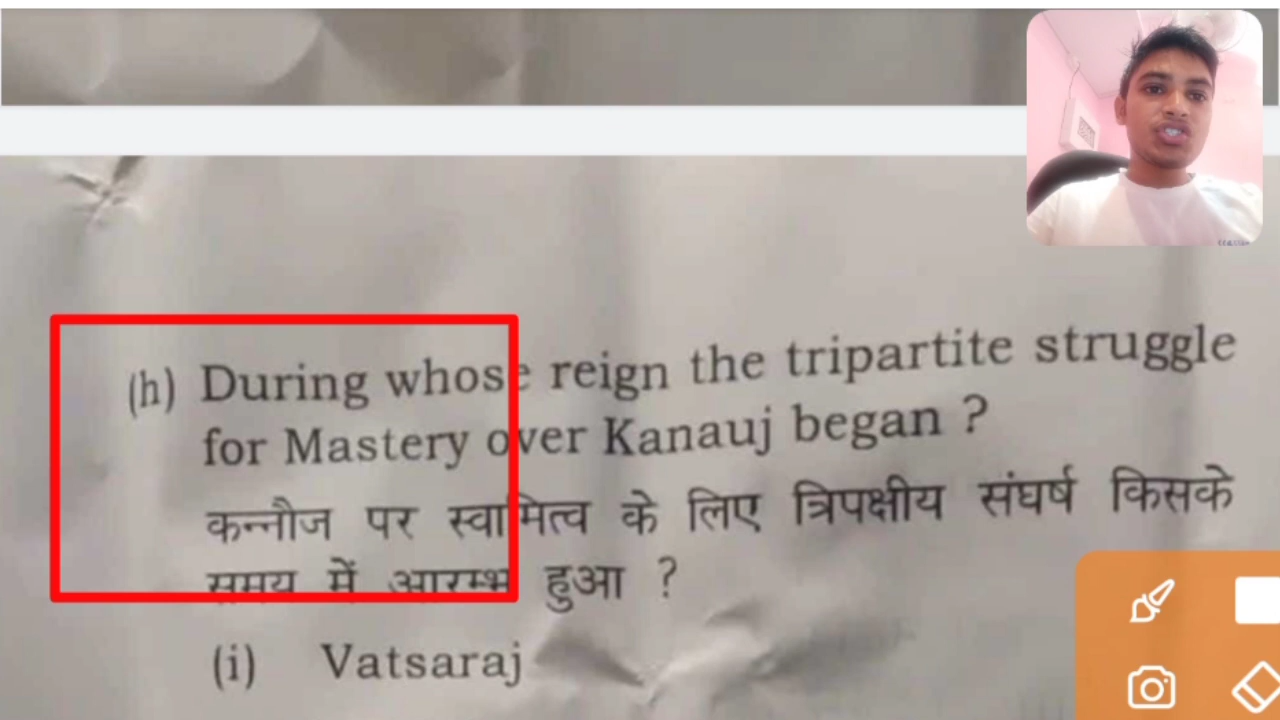 (h) During whose reign the tripartite struggle
for Mastery over Kanauj began ?
कन्नौज पर स्वामित्व के लिए त्रिपक्षीय संघर्ष किसके
समय में आरम्भ हुआ ?
(i) Vatsaraj